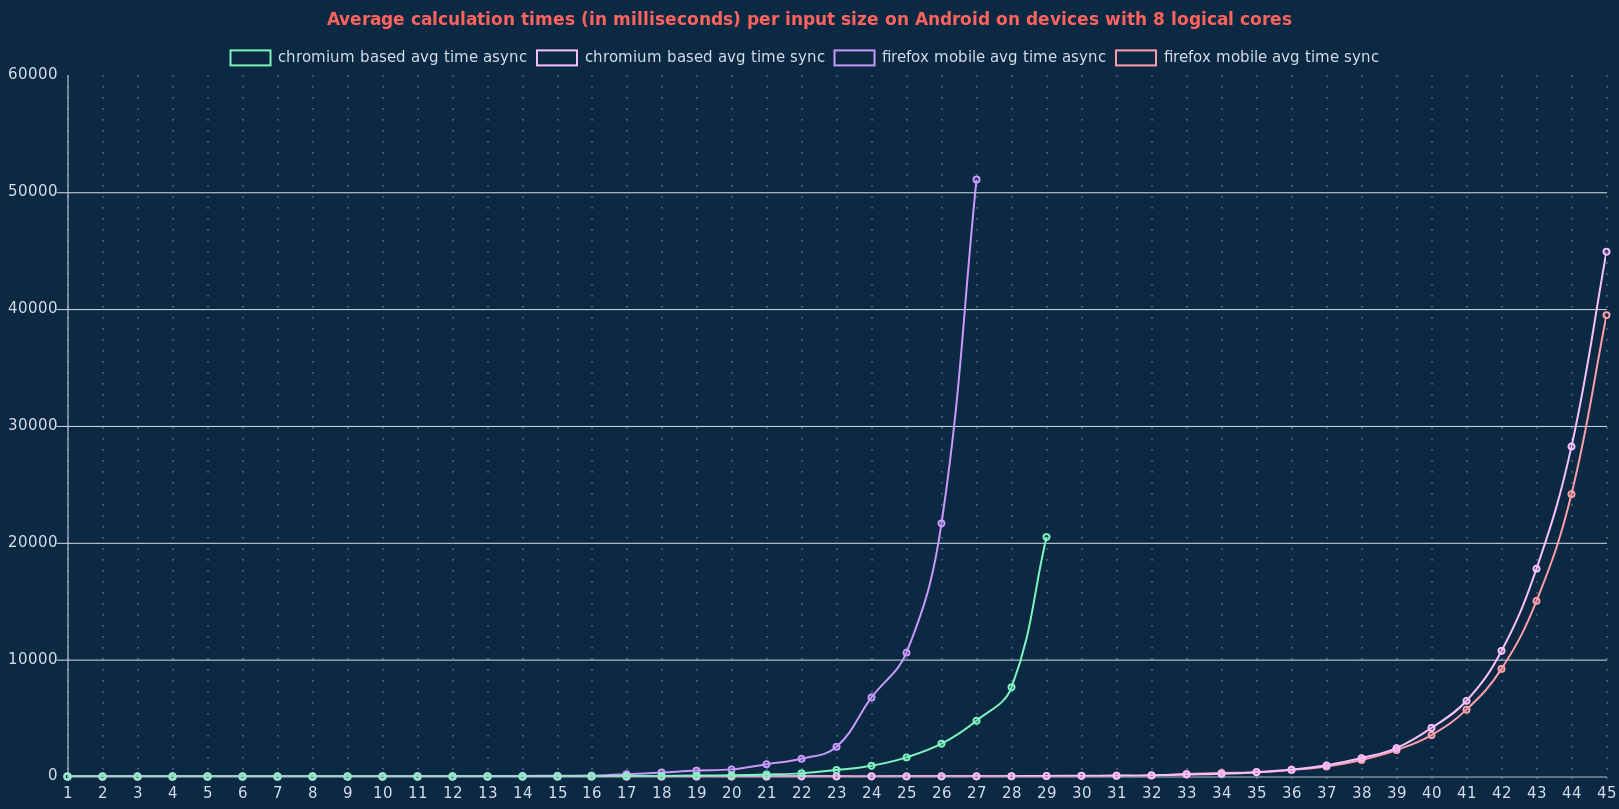 Average calculation times (in milliseconds) per input size on Android on devices with 8 logical cores
chromium based avg time async chromium based avg time sync firefox mobile avg time async firefox mobile avg time sync
60000
50000
40000
30000
20000
10000
0
1 2 3 4 5 6 7 8 9 10 11 12 13 14 15 16 17 18 19 20 21 22 23 24 25 26 27 28 29 30 31 32 33 34 35 36 37 38 39 40 41 42 43 44 45